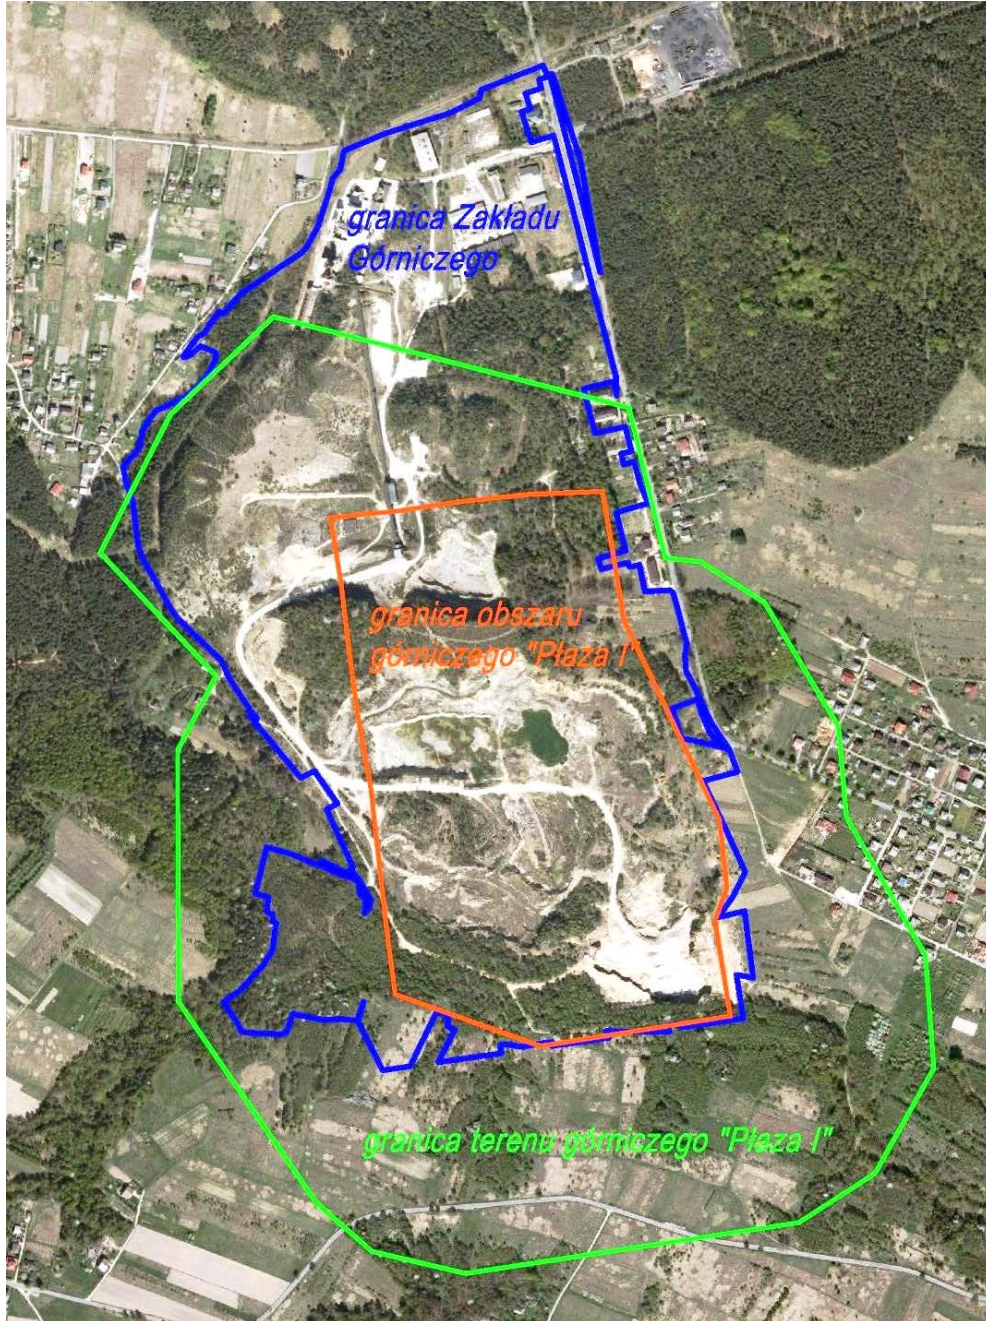 granica Zakładu
Górniczego
granica obszaru
górniczego "Płaza I"
granica terenu górniczego "Płaza I"